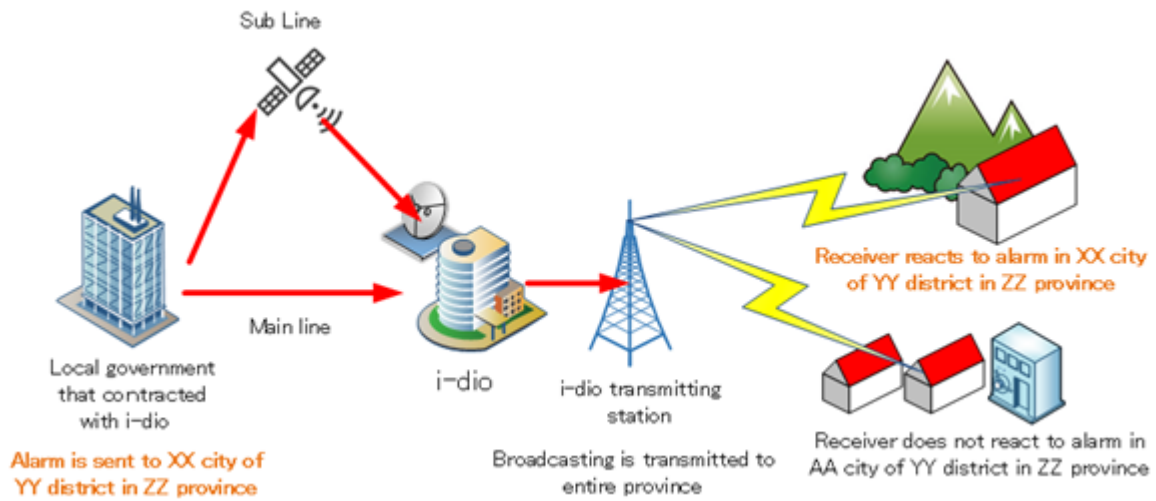 Sub Line
Main line
Local government
that contracted
with i-dio
Alarm is sent to XX city of
YY district in ZZ province
i-dio
i-dio transmitting
station
Broadcasting is transmitted to
entire province
Receiver reacts to alarm in XX city
of YY district in ZZ province
Receiver does not react to alarm in
AA city of YY district in ZZ province